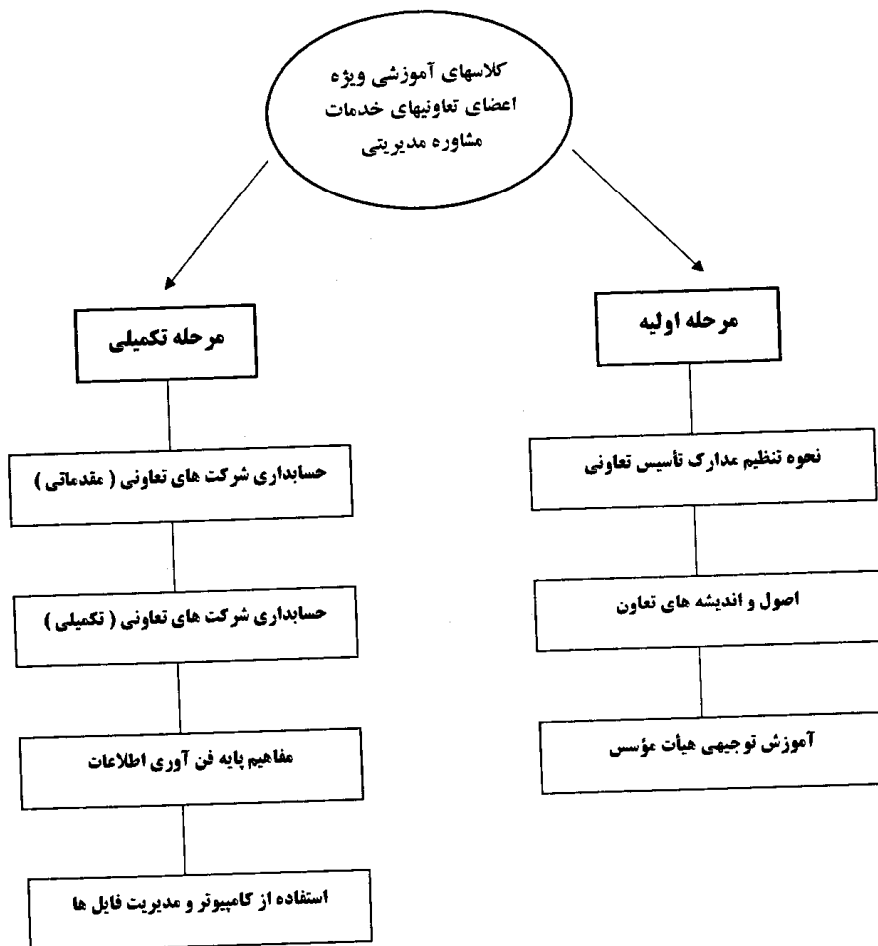 کلاسهای آموزشی ویژه
اعضای تعاونیهای خدمات
مشاوره مدیریتی
مرحله اولیه
نحوه تنظیم مدارک تأسیس تعاونی
اصول و اندیشه های تعاون
آموزش توجیهی هیأت مؤسس
مرحله تکمیلی
حسابداری شرکت های تعاونی ( مقدماتی )
حسابداری شرکت های تعاونی ( تکمیلی )
مفاهیم پایه فن آوری اطلاعات
استفاده از کامپیوتر و مدیریت فایل ها